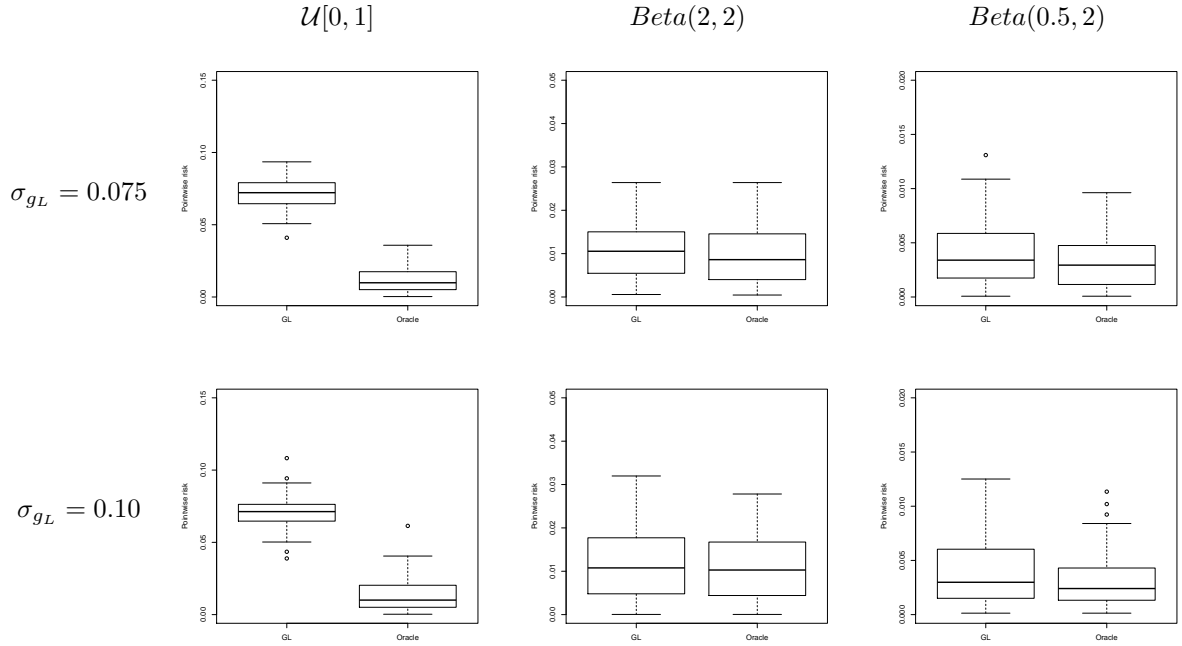 𝒰[0, 1] Beta(2, 2) Beta(0.5, 2)
σ_{g_L} = 0.075
Pointwise risk
0.00 0.05 0.10 0.15
GL Oracle
Pointwise risk
0.00 0.01 0.02 0.03 0.04 0.05
GL Oracle
Pointwise risk
0.000 0.005 0.010 0.015 0.020
GL Oracle
σ_{g_L} = 0.10
Pointwise risk
0.00 0.05 0.10 0.15
GL Oracle
Pointwise risk
0.00 0.01 0.02 0.03 0.04 0.05
GL Oracle
Pointwise risk
0.000 0.005 0.010 0.015 0.020
GL Oracle